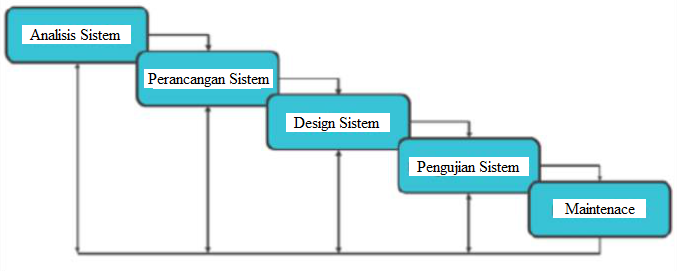 Analisis Sistem
Perancangan Sistem
Design Sistem
Pengujian Sistem
Maintenace